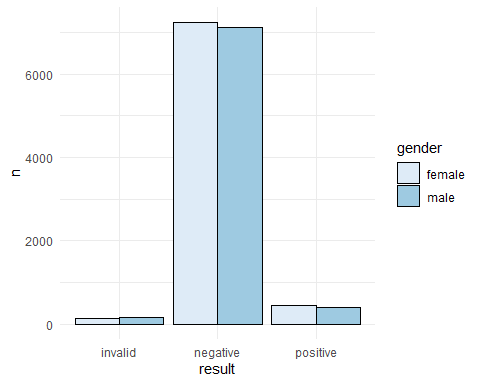 6000
4000
2000
0
n
invalid negative positive
result
gender
female
male